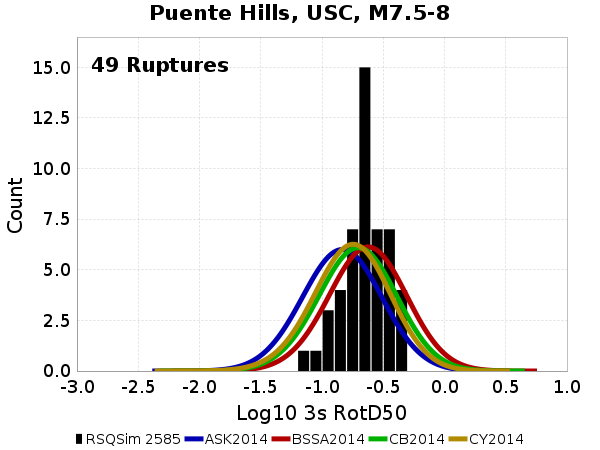 Puente Hills, USC, M7.5-8
49 Ruptures
Count
15.0
12.5
10.0
7.5
5.0
2.5
0.0
-3.0 -2.5 -2.0 -1.5 -1.0 -0.5 0.0 0.5 1.0
Log10 3s RotD50
RSQSim 2585 ASK2014 BSSA2014 CB2014 CY2014